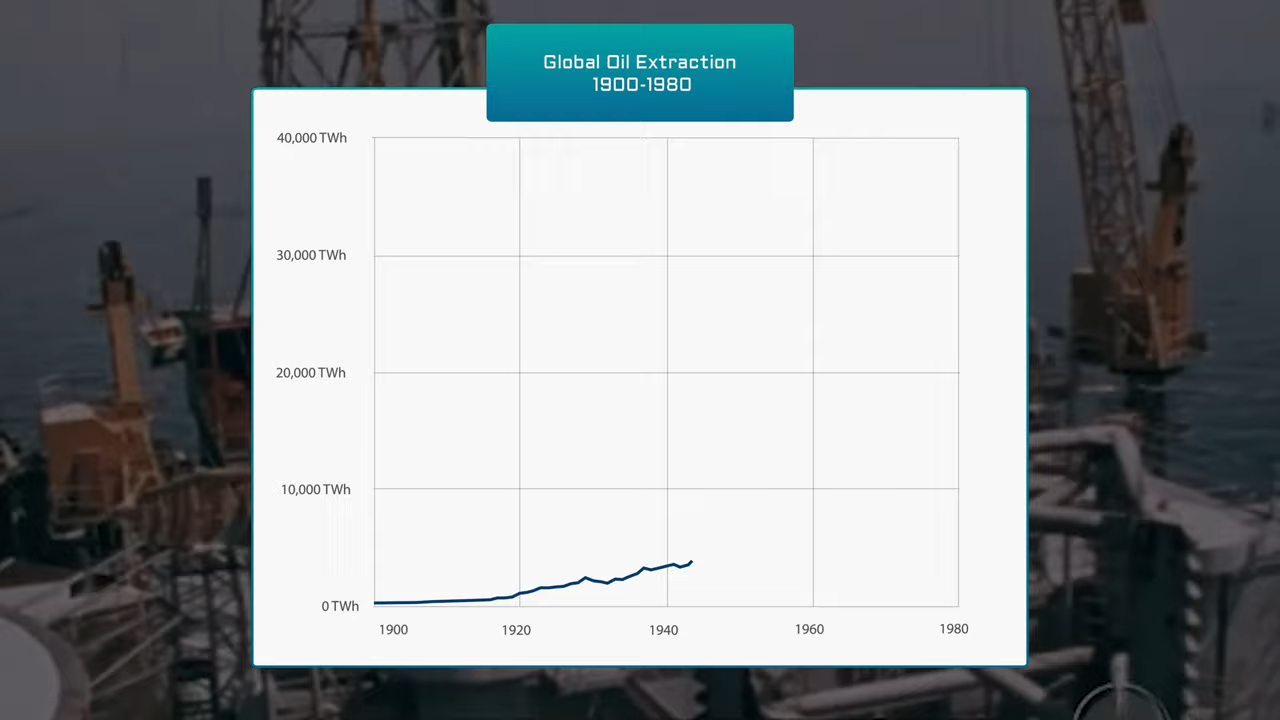 Global Oil Extraction
1900-1980
40,000 TWh
30,000 TWh
20,000 TWh
10,000 TWh
0 TWh
1900 1920 1940 1960 1980